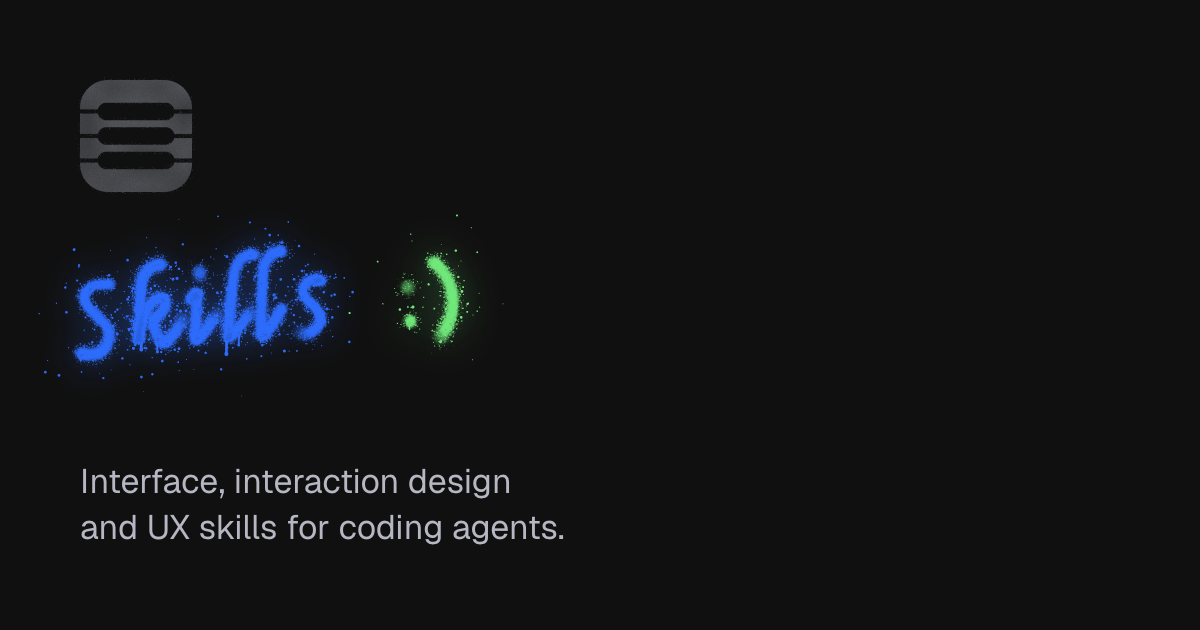 Skills :)
Interface, interaction design
and UX skills for coding agents.